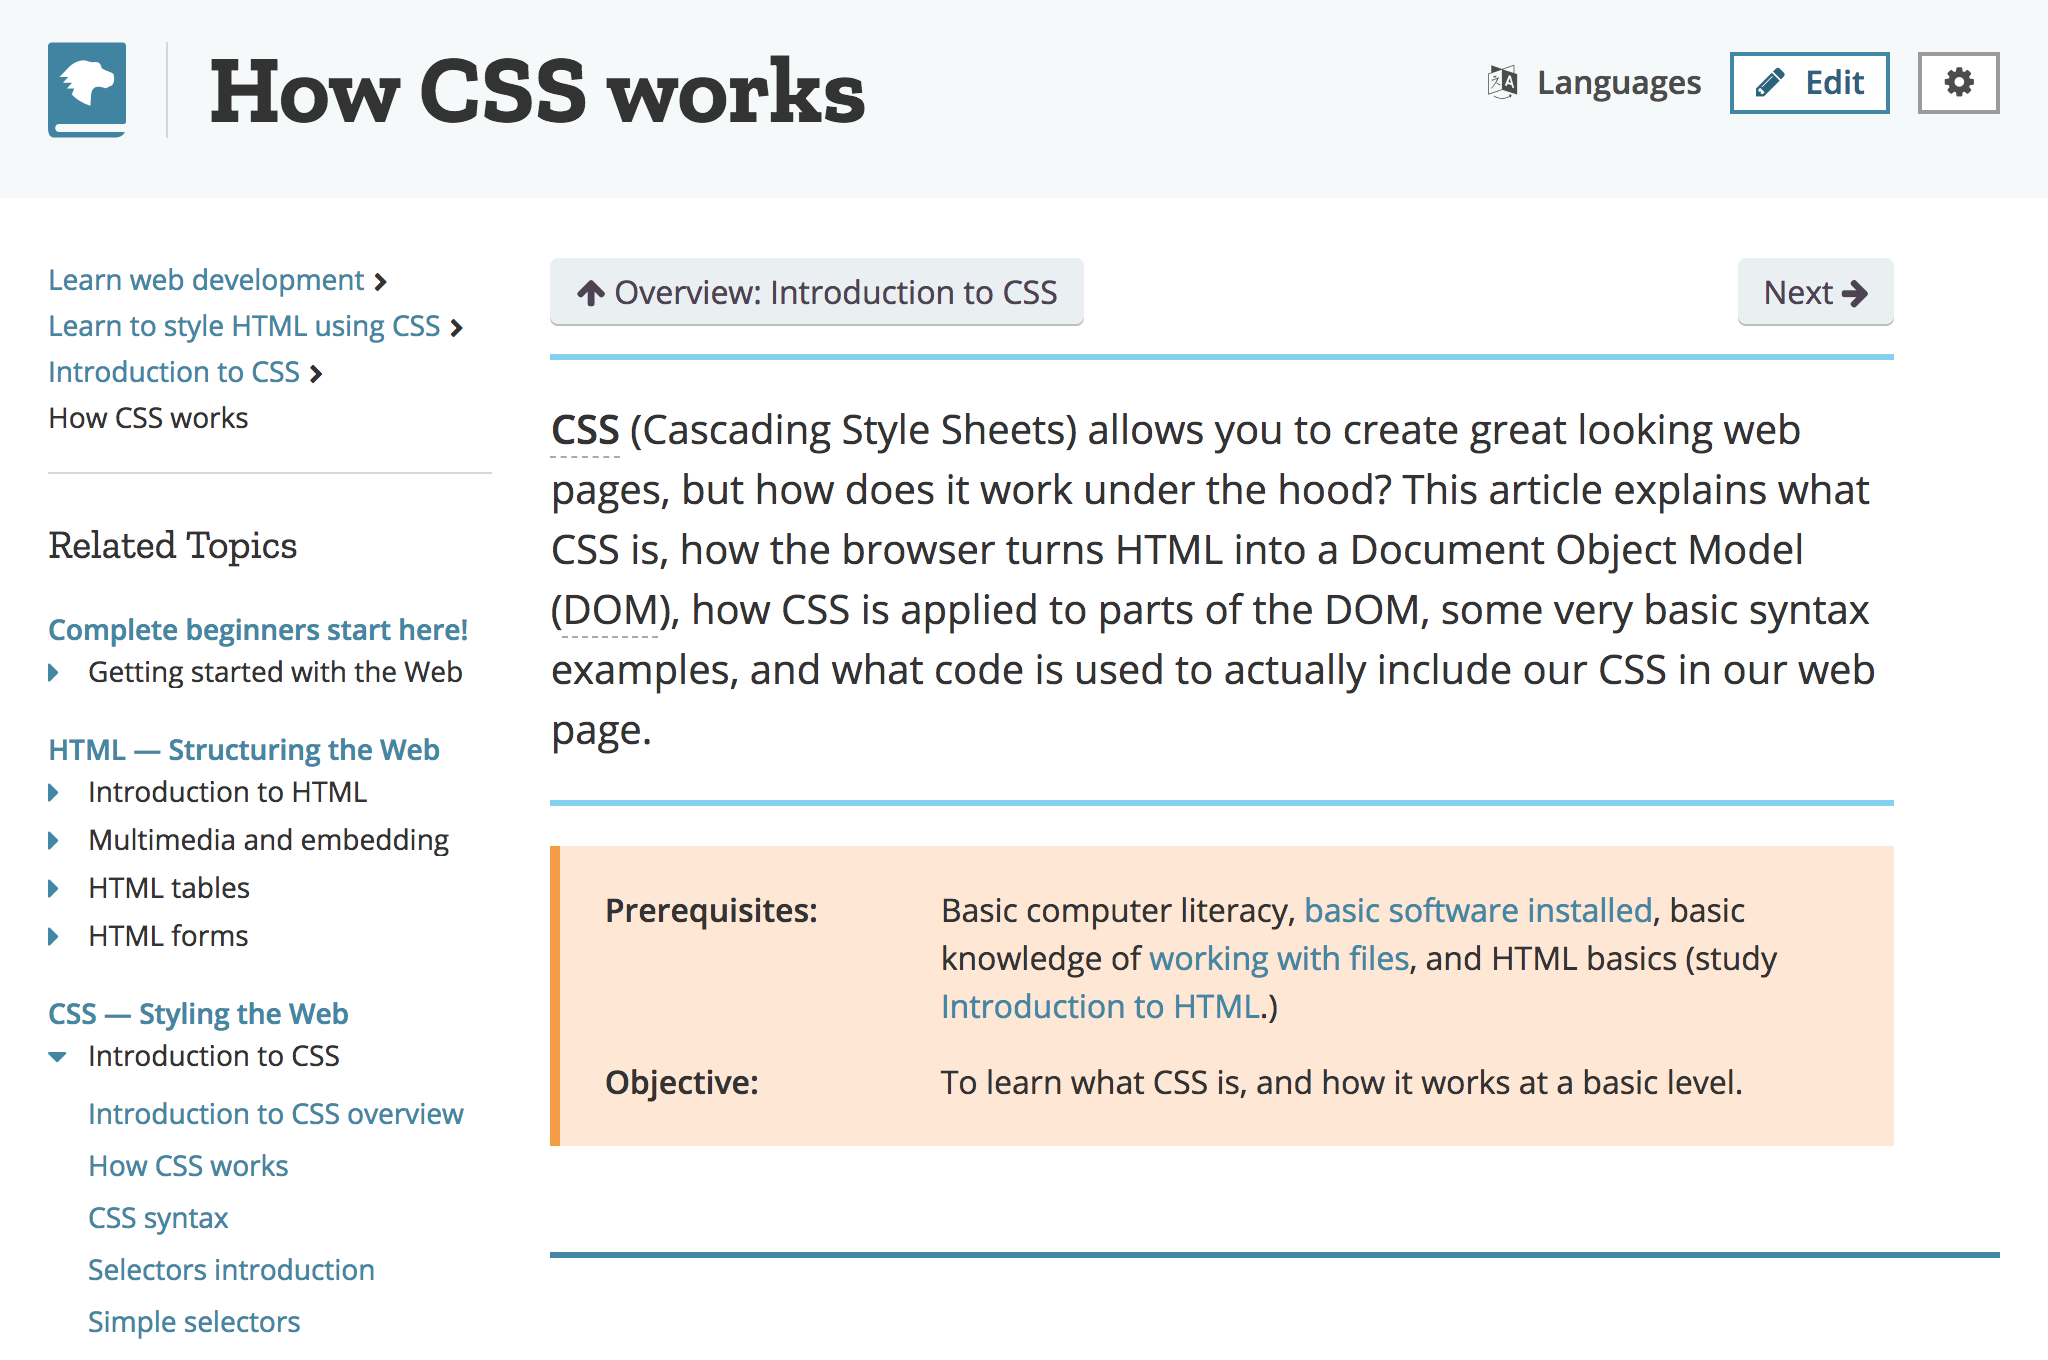 How CSS works
Languages
Edit
Learn web development
Learn to style HTML using CSS
Introduction to CSS
How CSS works
Related Topics
Complete beginners start here!
Getting started with the Web
HTML — Structuring the Web
Introduction to HTML
Multimedia and embedding
HTML tables
HTML forms
CSS — Styling the Web
Introduction to CSS
Introduction to CSS overview
How CSS works
CSS syntax
Selectors introduction
Simple selectors
Overview: Introduction to CSS
Next
CSS (Cascading Style Sheets) allows you to create great looking web
pages, but how does it work under the hood? This article explains what
CSS is, how the browser turns HTML into a Document Object Model
(DOM), how CSS is applied to parts of the DOM, some very basic syntax
examples, and what code is used to actually include our CSS in our web
page.
Prerequisites:
Basic computer literacy, basic software installed, basic
knowledge of working with files, and HTML basics (study
Introduction to HTML.)
Objective:
To learn what CSS is, and how it works at a basic level.